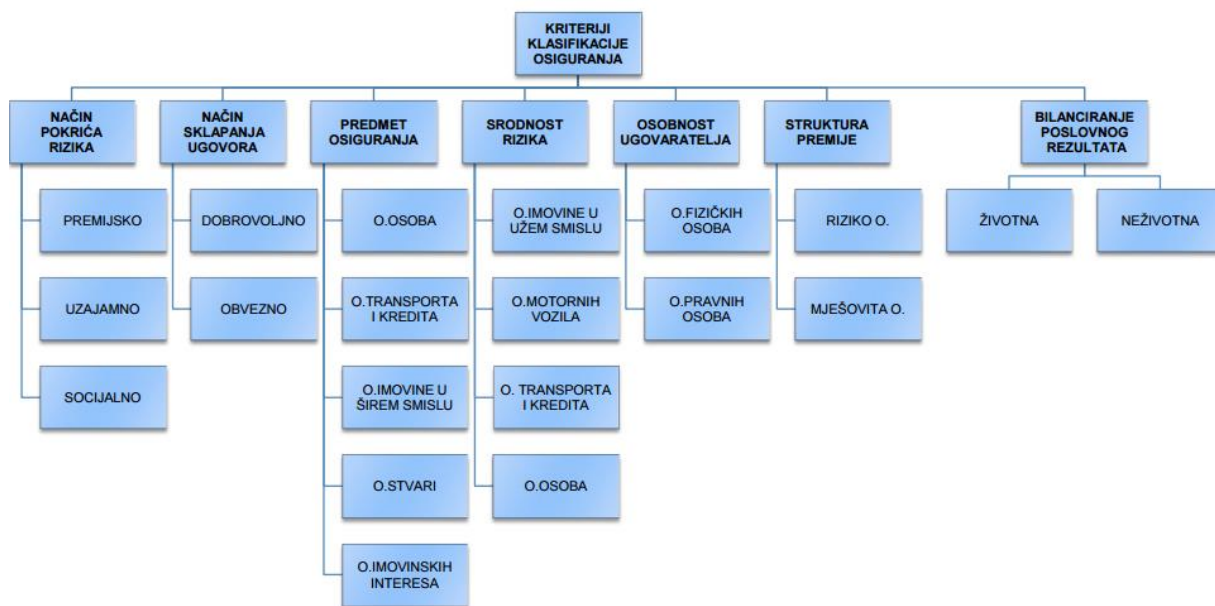 KRITERIJI
KLASIFIKACIJE
OSIGURANJA
NAČIN
POKRIĆA
RIZIKA
PREMIJSKO
UZAJAMNO
SOCIJALNO
NAČIN
SKLAPANJA
UGOVORA
DOBROVOLJNO
OBVEZNO
PREDMET
OSIGURANJA
O.OSOBA
O.TRANSPORTA
I KREDITA
O.IMOVINE U
ŠIREM SMISLU
O.STVARI
O.IMOVINSKIH
INTERESA
SRODNOST
RIZIKA
O.IMOVINE U
UŽEM SMISLU
O.MOTORNIH
VOZILA
O. TRANSPORTA
I KREDITA
O.OSOBA
OSOBNOST
UGOVARATELJA
O.FIZIČKIH
OSOBA
O.PRAVNIH
OSOBA
STRUKTURA
PREMIJE
RIZIKO O.
MJEŠOVITA O.
BILANCIRANJE
POSLOVNOG
REZULTATA
ŽIVOTNA
NEŽIVOTNA